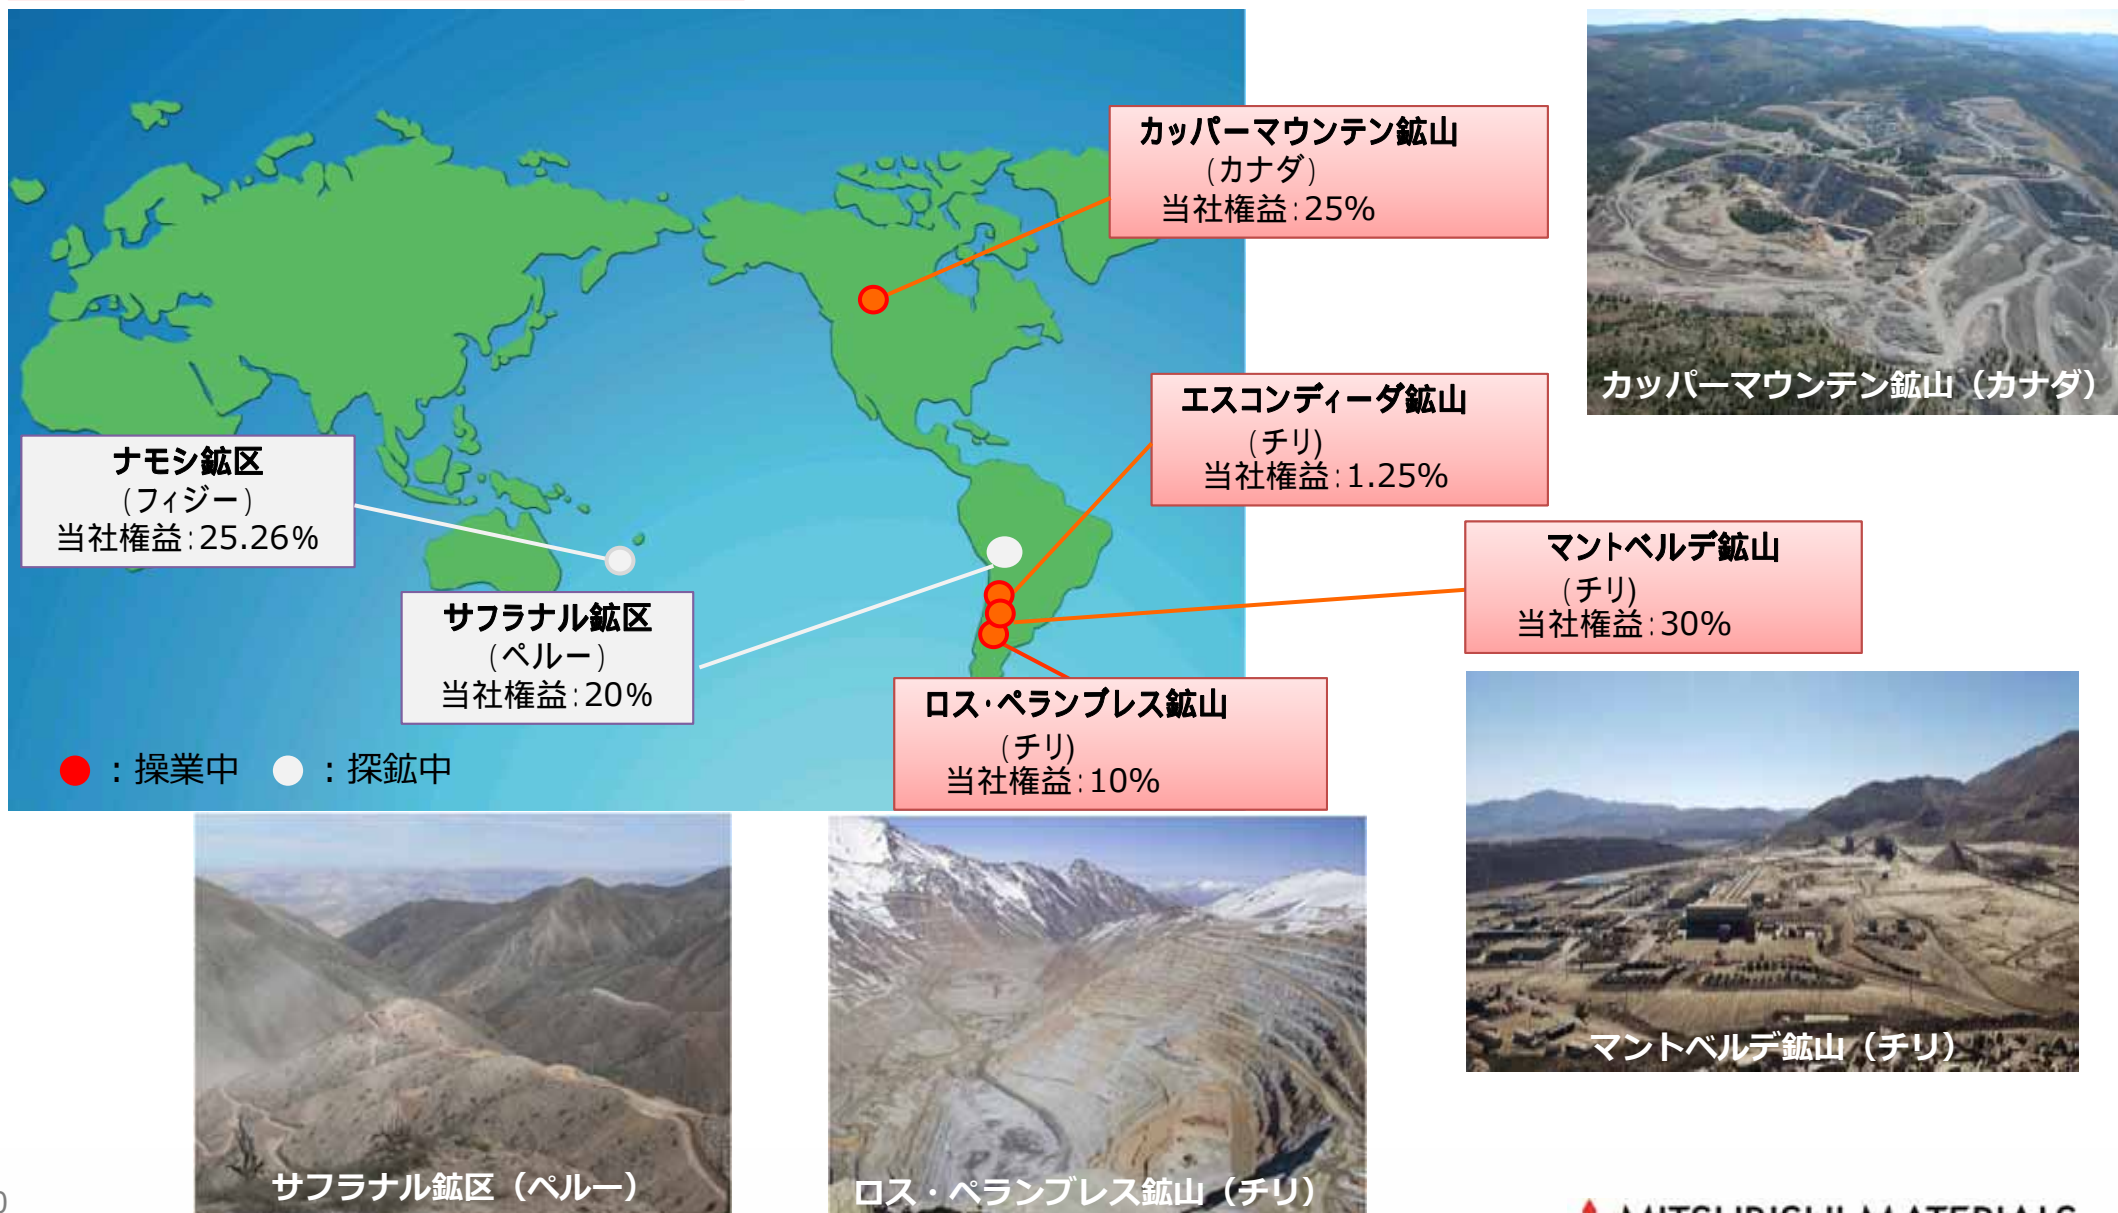 カッパーマウンテン鉱山
(カナダ)
当社権益:25%
カッパーマウンテン鉱山（カナダ）
エスコンディーダ鉱山
(チリ)
当社権益:1.25%
ナモシ鉱区
(フィジー)
当社権益:25.26%
マントベルデ鉱山
(チリ)
当社権益:30%
サフラナル鉱区
(ペルー)
当社権益:20%
ロス・ペランブレス鉱山
(チリ)
当社権益:10%
：操業中 ：探鉱中
マントベルデ鉱山（チリ）
サフラナル鉱区（ペルー）
ロス・ペランブレス鉱山（チリ）
MITSUBISHI MATERIALS